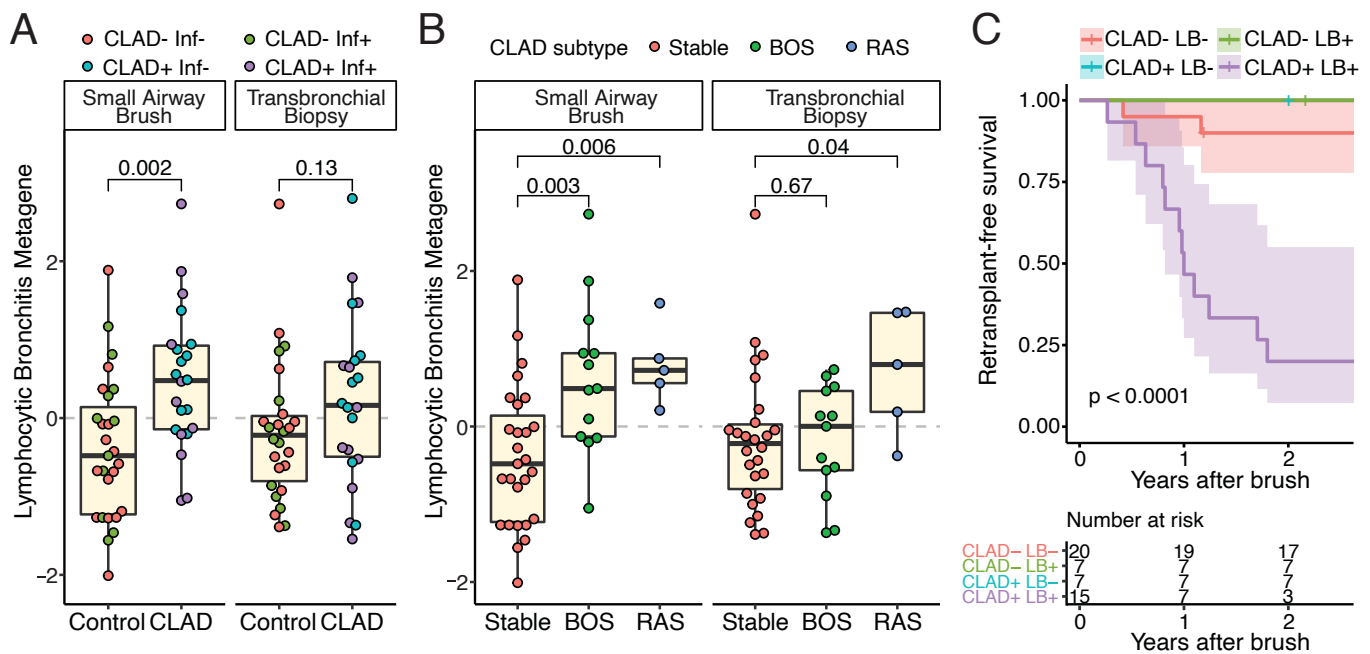 A
CLAD- Inf-
CLAD- Inf+
CLAD+ Inf-
CLAD+ Inf+
Small Airway
Brush
Transbronchial
Biopsy
0.002
0.13
Lymphocytic Bronchitis Metagene
2
0
−2
Control CLAD
Control CLAD
B
CLAD subtype
Stable
BOS
RAS
Small Airway
Brush
Transbronchial
Biopsy
0.006
0.003
0.04
0.67
Lymphocytic Bronchitis Metagene
2
0
−2
Stable BOS RAS
Stable BOS RAS
C
CLAD- LB-
CLAD- LB+
CLAD+ LB-
CLAD+ LB+
Retransplant-free survival
1.00
0.75
0.50
0.25
0.00
p < 0.0001
0 1 2
Years after brush
Number at risk
CLAD− LB− 20 19 17
CLAD− LB+ 7 7 7
CLAD+ LB− 7 7 7
CLAD+ LB+ 15 7 3
0 1 2
Years after brush